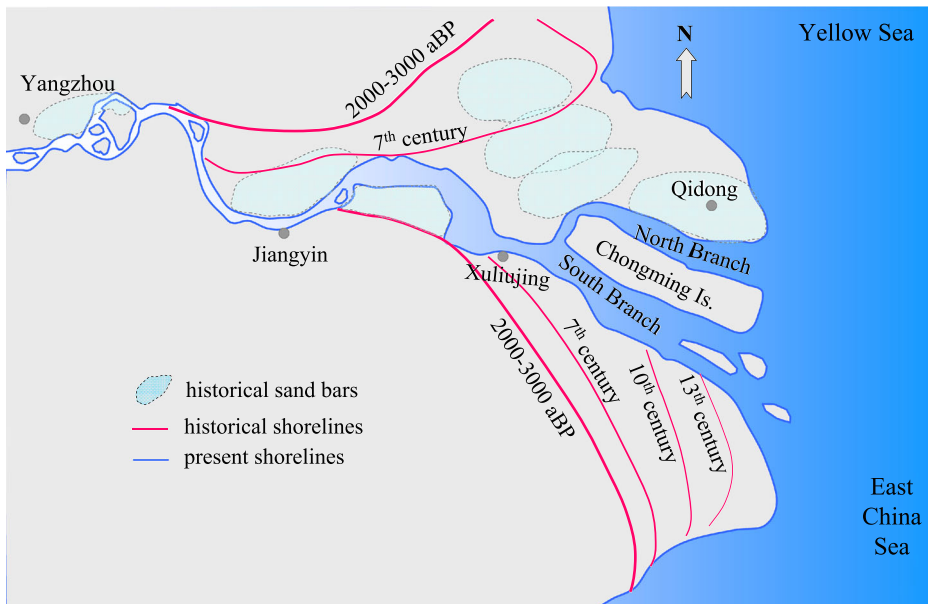 Yellow Sea
N
Yangzhou
2000-3000 aBP
7th century
Qidong
Jiangyin
North Branch
Chongming Is.
Xuliujing
South Branch
2000-3000 aBP
7th century
10th century
13th century
historical sand bars
historical shorelines
present shorelines
East
China
Sea